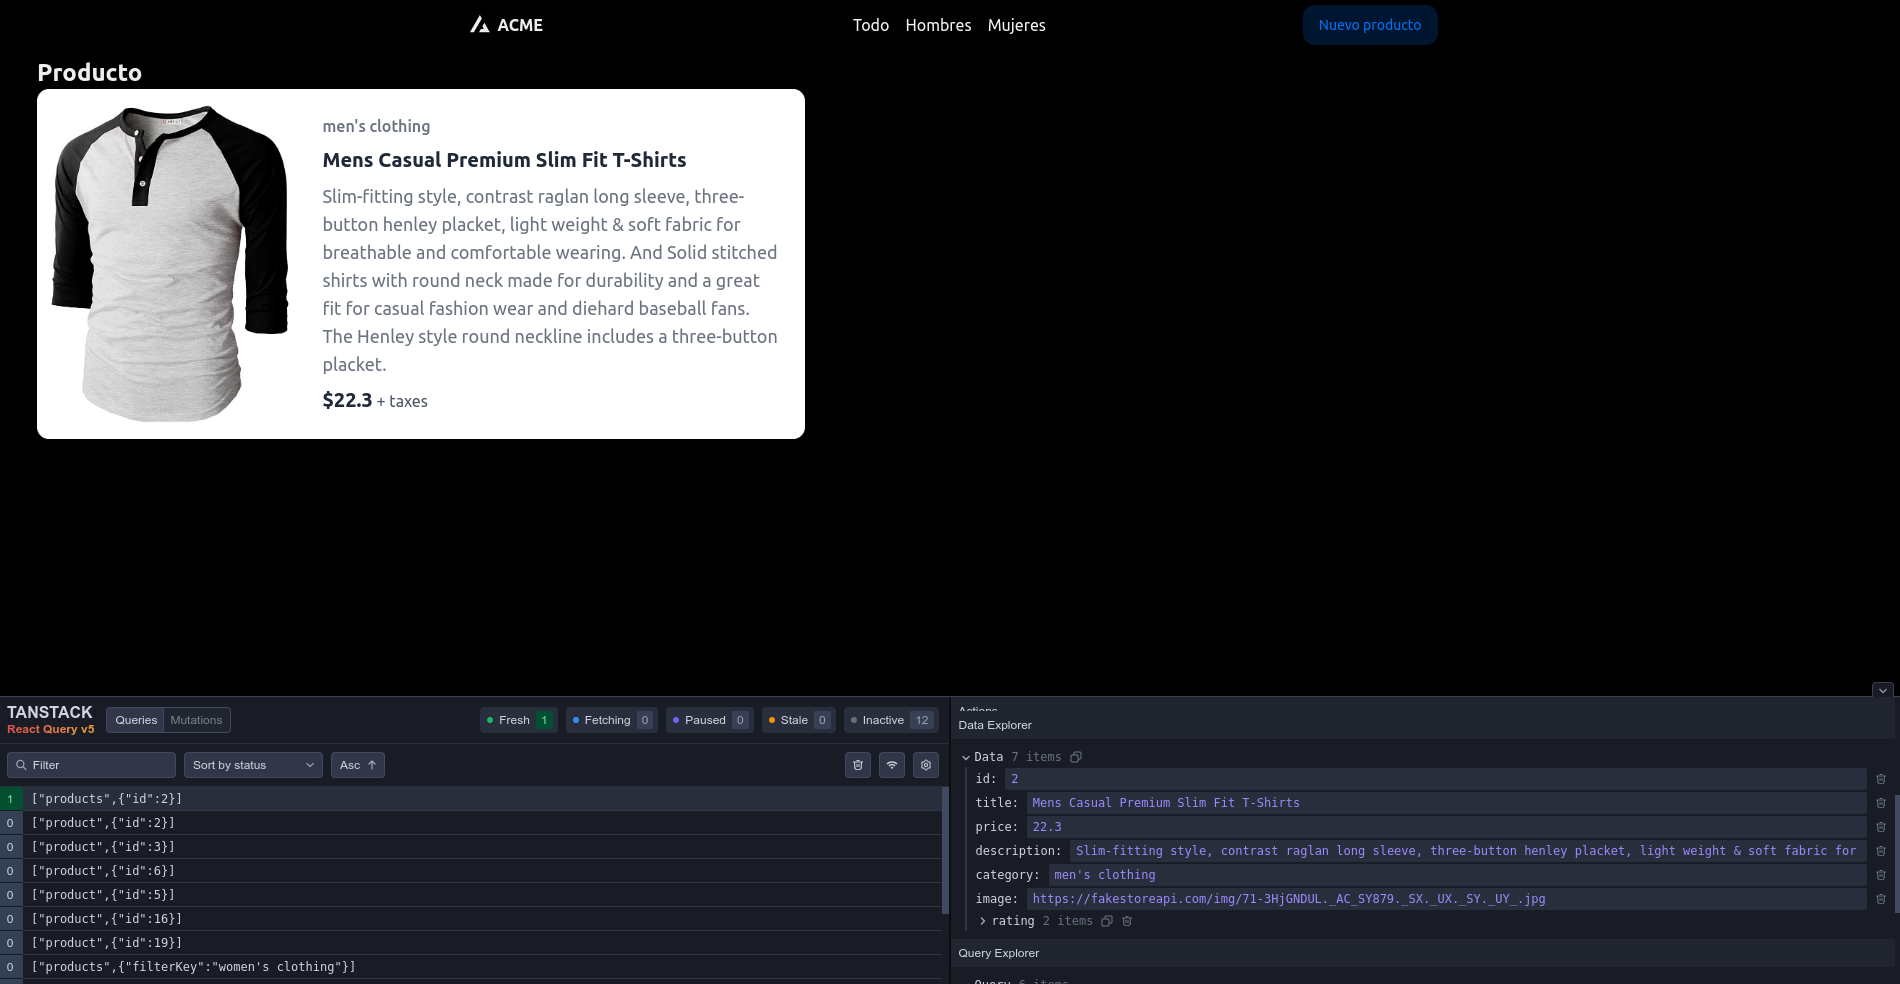 ACME
Todo Hombres Mujeres
Nuevo producto
Producto
men's clothing
Mens Casual Premium Slim Fit T-Shirts
Slim-fitting style, contrast raglan long sleeve, three-
button henley placket, light weight & soft fabric for
breathable and comfortable wearing. And Solid stitched
shirts with round neck made for durability and a great
fit for casual fashion wear and diehard baseball fans.
The Henley style round neckline includes a three-button
placket.
$22.3 + taxes
TANSTACK
React Query v5
Queries Mutations
Fresh 1 Fetching 0 Paused 0 Stale 0 Inactive 12
Filter
Sort by status
Asc
1 ["products",{"id":2}]
0 ["product",{"id":2}]
0 ["product",{"id":3}]
0 ["product",{"id":6}]
0 ["product",{"id":5}]
0 ["product",{"id":16}]
0 ["product",{"id":19}]
0 ["products",{"filterKey":"women's clothing"}]
Actions
Data Explorer
Data 7 items
id: 2
title: Mens Casual Premium Slim Fit T-Shirts
price: 22.3
description: Slim-fitting style, contrast raglan long sleeve, three-button henley placket, light weight & soft fabric for
category: men's clothing
image: https://fakestoreapi.com/img/71-3HjGNDUL._AC_SY879._SX._UX._SY._UY_.jpg
rating 2 items
Query Explorer
Query 6 items